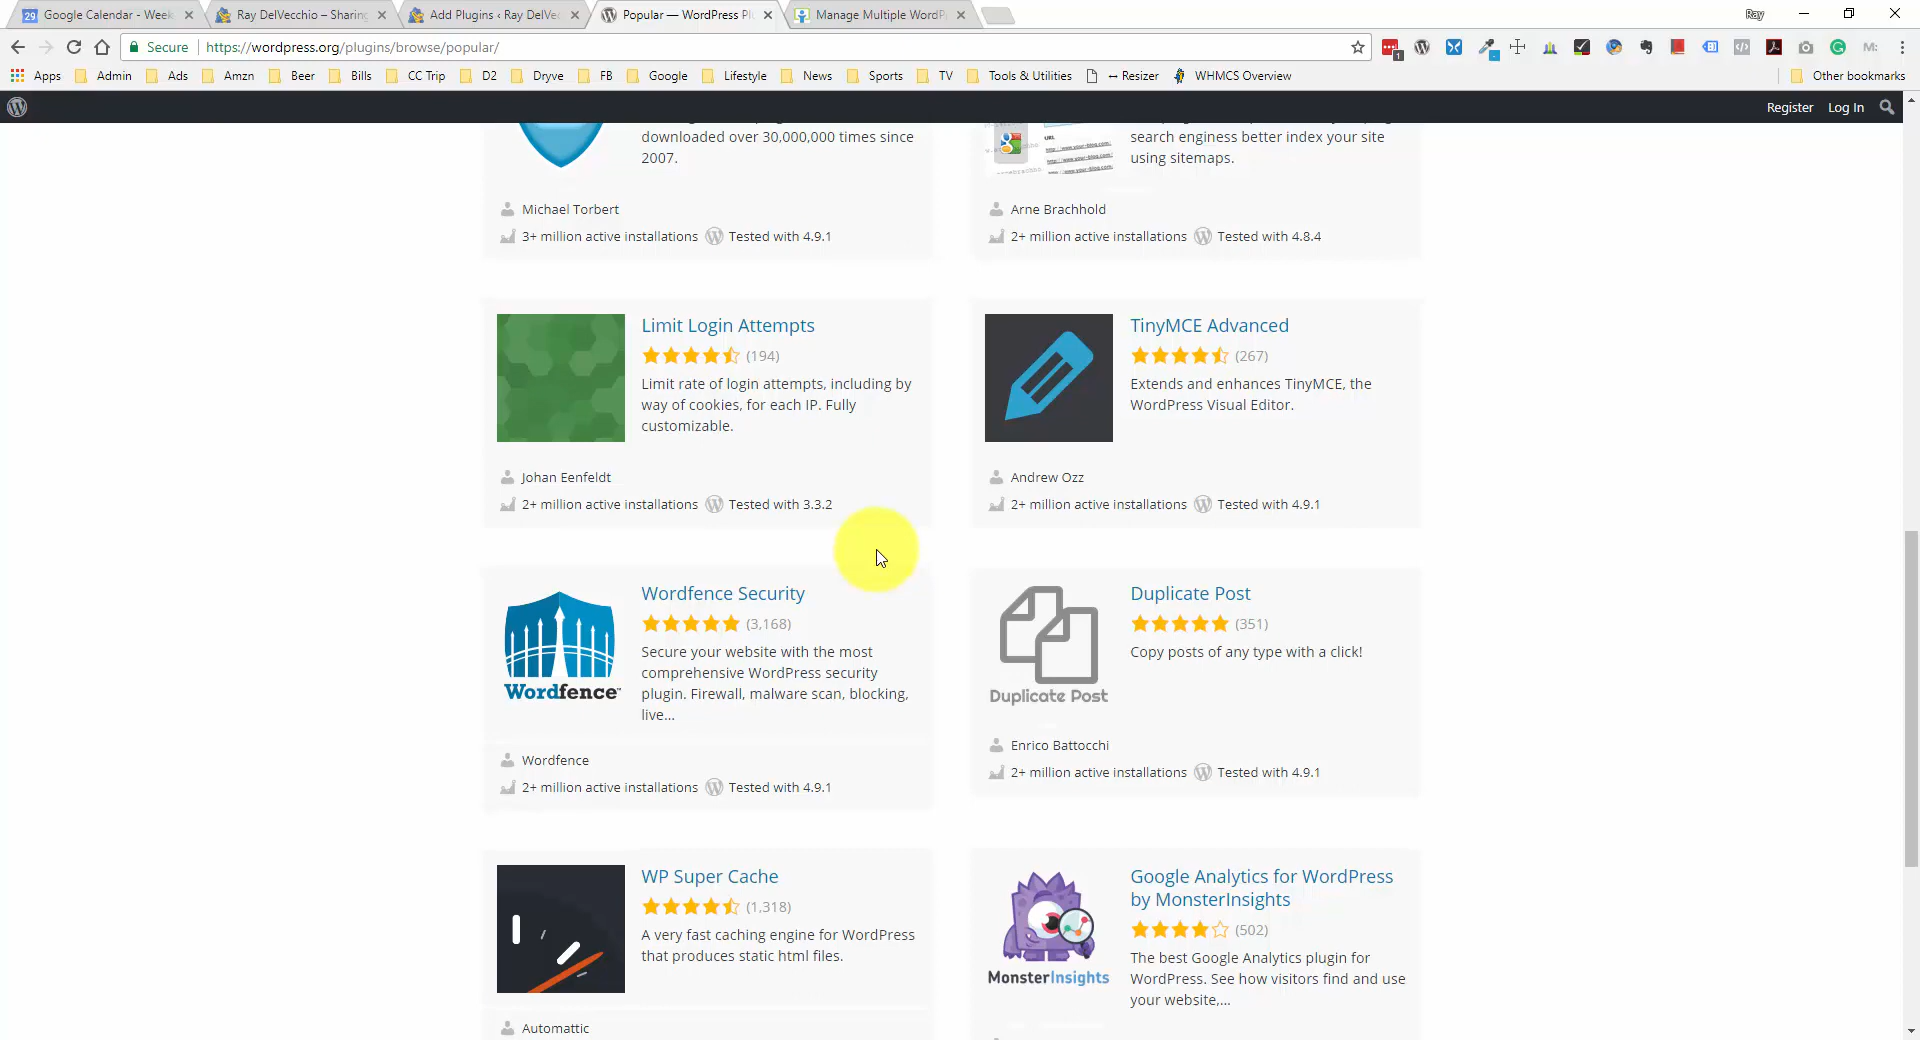 29 Google Calendar - Week
Ray DelVecchio – Sharing
Add Plugins ‹ Ray DelVec
Popular — WordPress Pl
Manage Multiple WordP
Ray
Secure
https://wordpress.org/plugins/browse/popular/
1
M:
Apps
Admin
Ads
Amzn
Beer
Bills
CC Trip
D2
Dryve
FB
Google
Lifestyle
News
Sports
TV
Tools & Utilities
↔ Resizer
WHMCS Overview
Other bookmarks
Register
Log In
downloaded over 30,000,000 times since
2007.
Michael Torbert
3+ million active installations
Tested with 4.9.1
search enginess better index your site
using sitemaps.
Arne Brachhold
2+ million active installations
Tested with 4.8.4
Limit Login Attempts
(194)
Limit rate of login attempts, including by
way of cookies, for each IP. Fully
customizable.
Johan Eenfeldt
2+ million active installations
Tested with 3.3.2
TinyMCE Advanced
(267)
Extends and enhances TinyMCE, the
WordPress Visual Editor.
Andrew Ozz
2+ million active installations
Tested with 4.9.1
Wordfence
Wordfence Security
(3,168)
Secure your website with the most
comprehensive WordPress security
plugin. Firewall, malware scan, blocking,
live...
Wordfence
2+ million active installations
Tested with 4.9.1
Duplicate Post
Duplicate Post
(351)
Copy posts of any type with a click!
Enrico Battocchi
2+ million active installations
Tested with 4.9.1
WP Super Cache
(1,318)
A very fast caching engine for WordPress
that produces static html files.
Automattic
MonsterInsights
Google Analytics for WordPress
by MonsterInsights
(502)
The best Google Analytics plugin for
WordPress. See how visitors find and use
your website,...